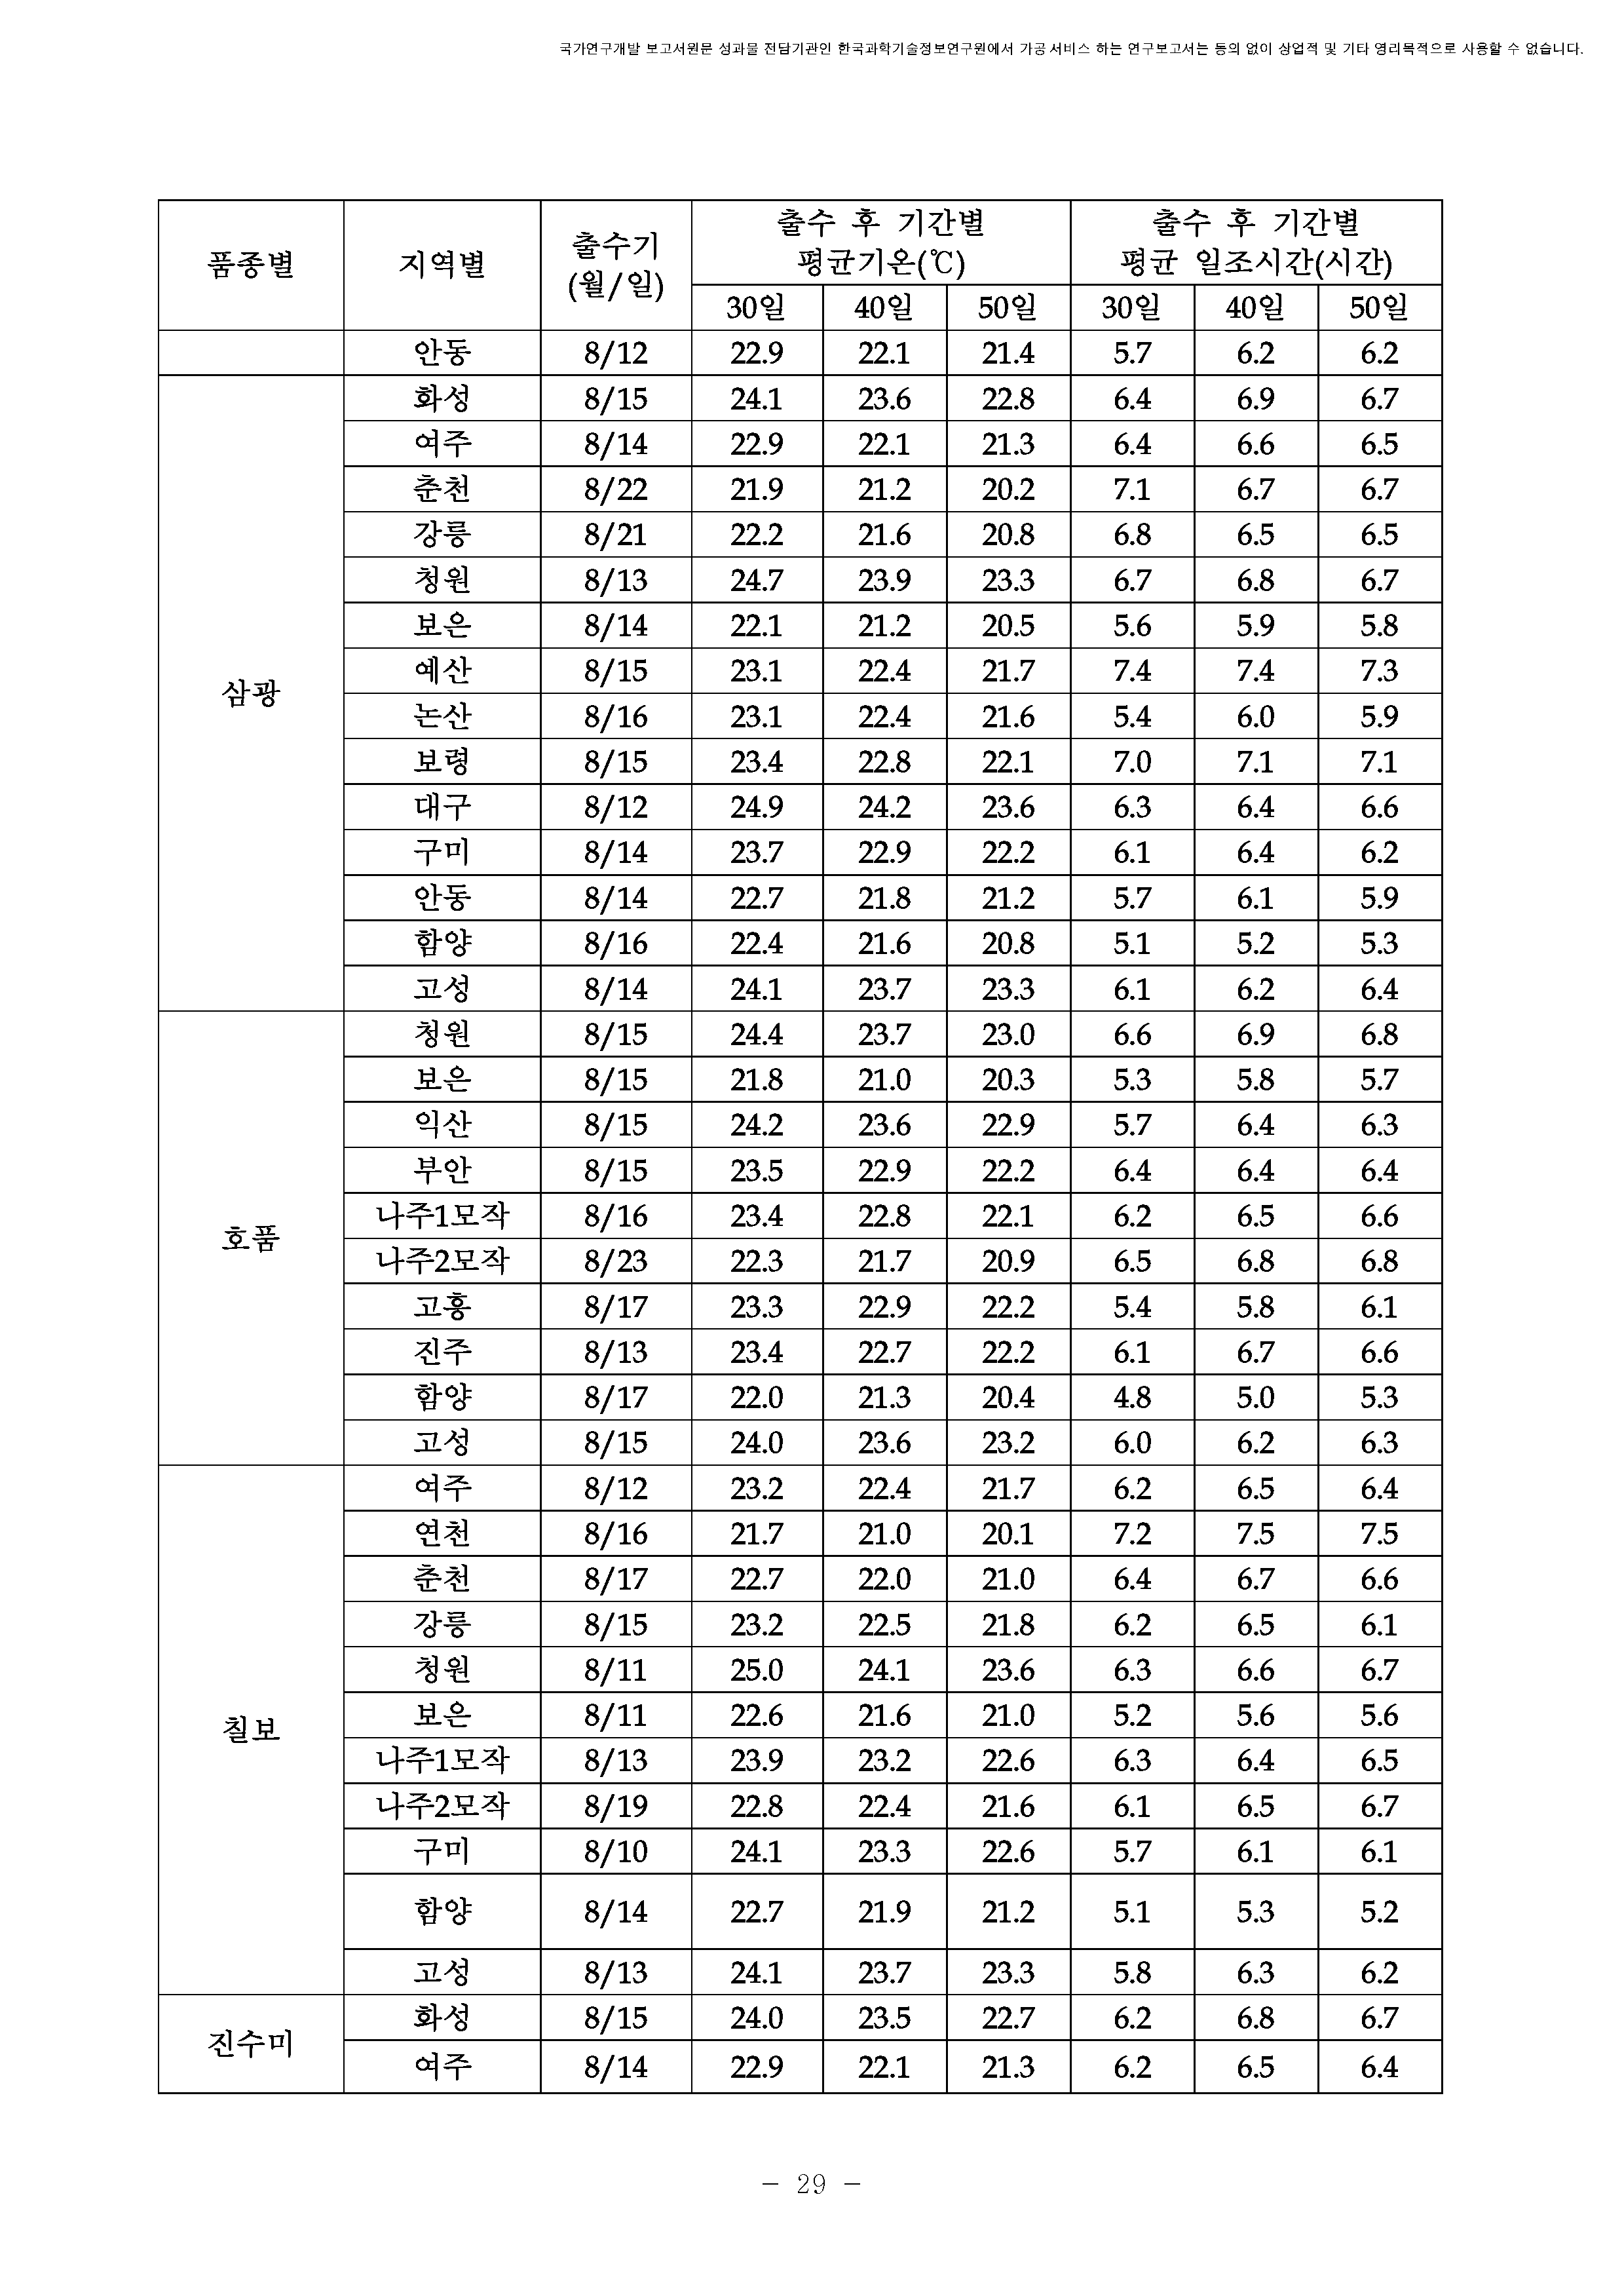 국가연구개발 보고서원문 성과물 전담기관인 한국과학기술정보연구원에서 가공·서비스 하는 연구보고서는 동의 없이 상업적 및 기타 영리목적으로 사용할 수 없습니다.
품종별 지역별 출수기 (월/일) 출수 후 기간별 평균기온(℃) 출수 후 기간별 평균 일조시간(시간)
30일 40일 50일 30일 40일 50일
안동 8/12 22.9 22.1 21.4 5.7 6.2 6.2
삼광
화성 8/15 24.1 23.6 22.8 6.4 6.9 6.7
여주 8/14 22.9 22.1 21.3 6.4 6.6 6.5
춘천 8/22 21.9 21.2 20.2 7.1 6.7 6.7
강릉 8/21 22.2 21.6 20.8 6.8 6.5 6.5
청원 8/13 24.7 23.9 23.3 6.7 6.8 6.7
보은 8/14 22.1 21.2 20.5 5.6 5.9 5.8
예산 8/15 23.1 22.4 21.7 7.4 7.4 7.3
논산 8/16 23.1 22.4 21.6 5.4 6.0 5.9
보령 8/15 23.4 22.8 22.1 7.0 7.1 7.1
대구 8/12 24.9 24.2 23.6 6.3 6.4 6.6
구미 8/14 23.7 22.9 22.2 6.1 6.4 6.2
안동 8/14 22.7 21.8 21.2 5.7 6.1 5.9
함양 8/16 22.4 21.6 20.8 5.1 5.2 5.3
고성 8/14 24.1 23.7 23.3 6.1 6.2 6.4
호품
청원 8/15 24.4 23.7 23.0 6.6 6.9 6.8
보은 8/15 21.8 21.0 20.3 5.3 5.8 5.7
익산 8/15 24.2 23.6 22.9 5.7 6.4 6.3
부안 8/15 23.5 22.9 22.2 6.4 6.4 6.4
나주1모작 8/16 23.4 22.8 22.1 6.2 6.5 6.6
나주2모작 8/23 22.3 21.7 20.9 6.5 6.8 6.8
고흥 8/17 23.3 22.9 22.2 5.4 5.8 6.1
진주 8/13 23.4 22.7 22.2 6.1 6.7 6.6
함양 8/17 22.0 21.3 20.4 4.8 5.0 5.3
고성 8/15 24.0 23.6 23.2 6.0 6.2 6.3
칠보
여주 8/12 23.2 22.4 21.7 6.2 6.5 6.4
연천 8/16 21.7 21.0 20.1 7.2 7.5 7.5
춘천 8/17 22.7 22.0 21.0 6.4 6.7 6.6
강릉 8/15 23.2 22.5 21.8 6.2 6.5 6.1
청원 8/11 25.0 24.1 23.6 6.3 6.6 6.7
보은 8/11 22.6 21.6 21.0 5.2 5.6 5.6
나주1모작 8/13 23.9 23.2 22.6 6.3 6.4 6.5
나주2모작 8/19 22.8 22.4 21.6 6.1 6.5 6.7
구미 8/10 24.1 23.3 22.6 5.7 6.1 6.1
함양 8/14 22.7 21.9 21.2 5.1 5.3 5.2
고성 8/13 24.1 23.7 23.3 5.8 6.3 6.2
진수미
화성 8/15 24.0 23.5 22.7 6.2 6.8 6.7
여주 8/14 22.9 22.1 21.3 6.2 6.5 6.4
- 29 -